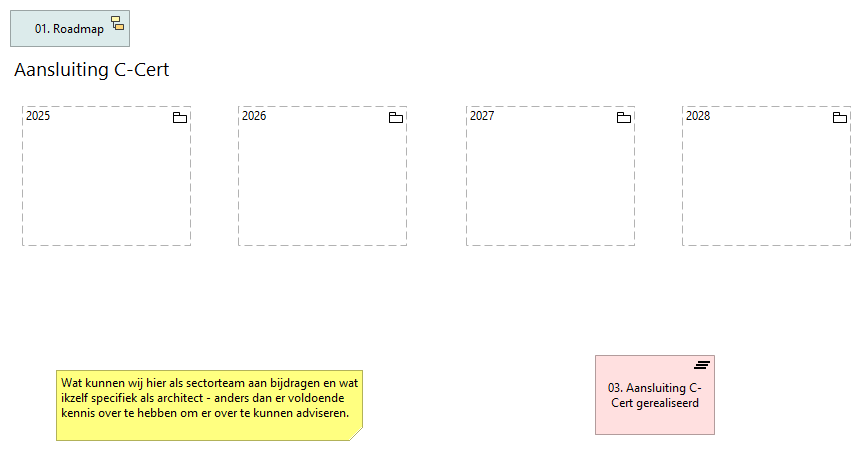 01. Roadmap
Aansluiting C-Cert
2025
2026
2027
2028
Wat kunnen wij hier als sectorteam aan bijdragen en wat
ikzelf specifiek als architect - anders dan er voldoende
kennis over te hebben om er over te kunnen adviseren.
03. Aansluiting C-
Cert gerealiseerd